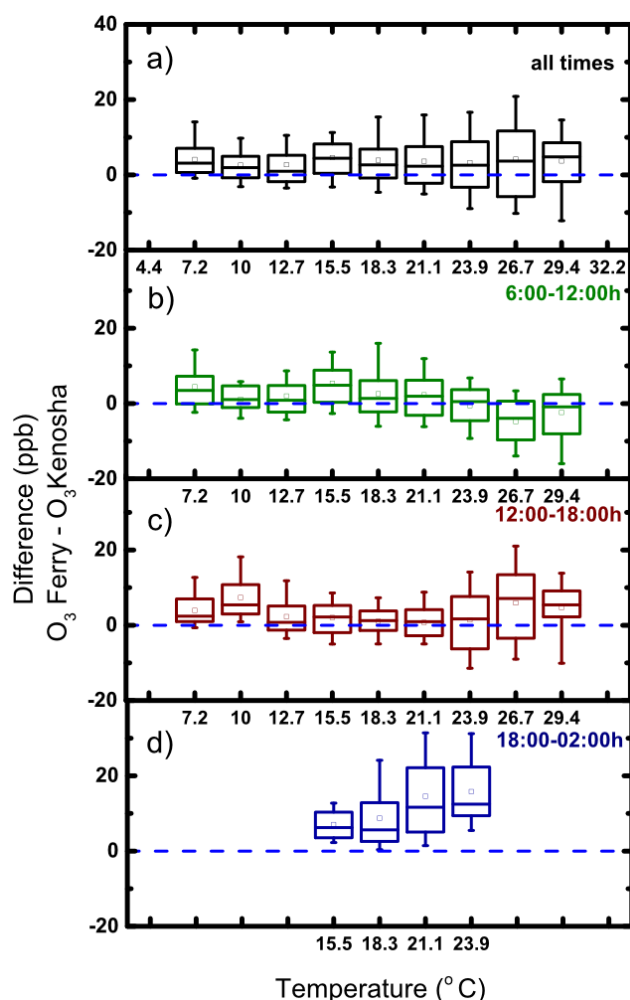 40
a)
all times
20
0
-20
4.4 7.2 10 12.7 15.5 18.3 21.1 23.9 26.7 29.4 32.2
b)
6:00-12:00h
20
0
-20
7.2 10 12.7 15.5 18.3 21.1 23.9 26.7 29.4
c)
12:00-18:00h
20
0
-20
7.2 10 12.7 15.5 18.3 21.1 23.9 26.7 29.4
d)
18:00-02:00h
20
0
-20
15.5 18.3 21.1 23.9
Difference (ppb)
O₃ Ferry - O₃ Kenosha
Temperature (°C)